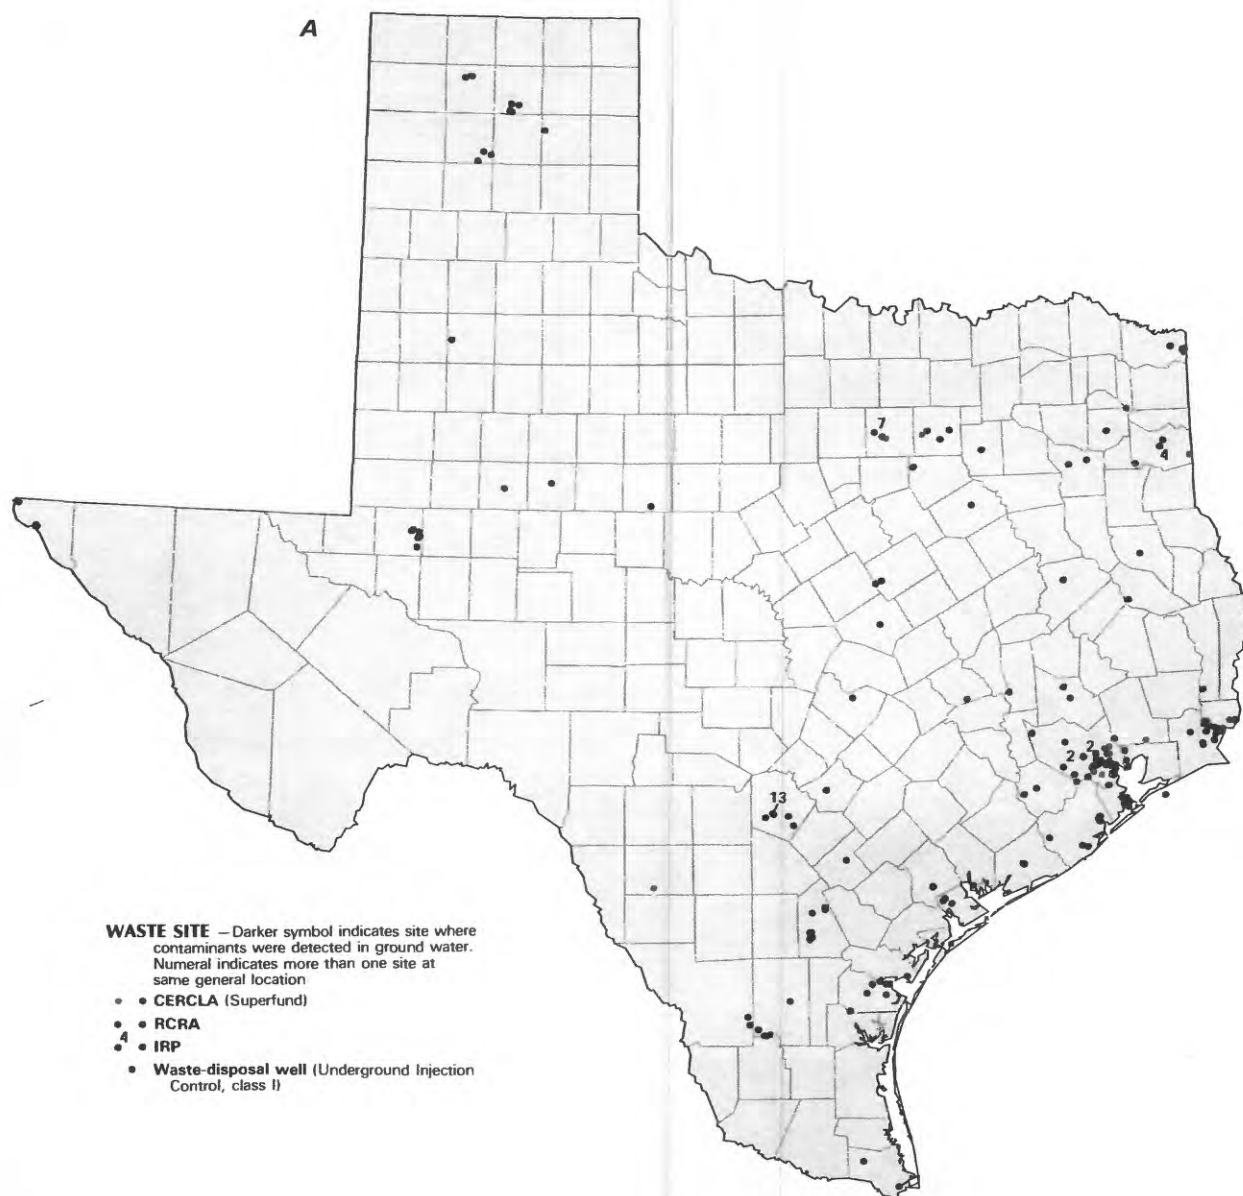 A
7
4
2
2
13
WASTE SITE —Darker symbol indicates site where
contaminants were detected in ground water.
Numeral indicates more than one site at
same general location
CERCLA (Superfund)
RCRA
4
IRP
Waste-disposal well (Underground Injection
Control, class I)